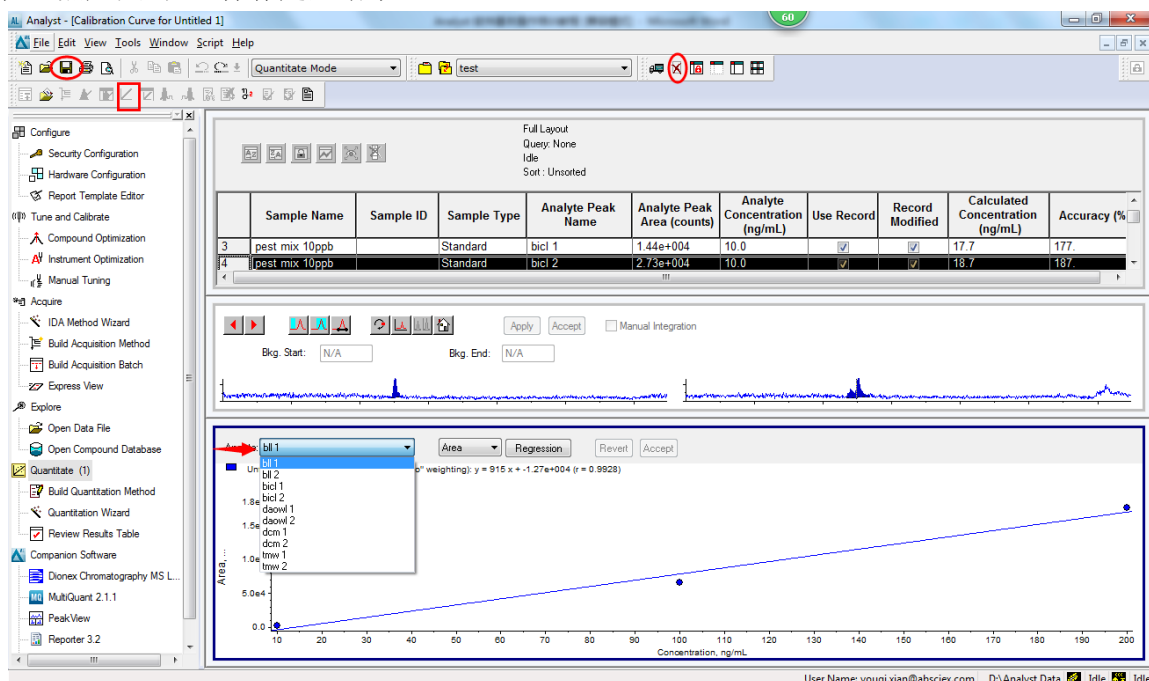 60
Analyst - [Calibration Curve for Untitled 1]
File Edit View Tools Window Script Help
Quantitate Mode
test
Configure
Security Configuration
Hardware Configuration
Report Template Editor
Tune and Calibrate
Compound Optimization
Instrument Optimization
Manual Tuning
Acquire
IDA Method Wizard
Build Acquisition Method
Build Acquisition Batch
Express View
Explore
Open Data File
Open Compound Database
Quantitate (1)
Build Quantitation Method
Quantitation Wizard
Review Results Table
Companion Software
Dionex Chromatography MS L...
MultiQuant 2.1.1
PeakView
Reporter 3.2
Full Layout
Query: None
Idle
Sort : Unsorted
Sample Name Sample ID Sample Type Analyte Peak Name Analyte Peak Area (counts) Analyte Concentration (ng/mL) Use Record Record Modified Calculated Concentration (ng/mL) Accuracy (%
3 pest mix 10ppb Standard bicl 1 1.44e+004 10.0 17.7 177.
4 pest mix 10ppb Standard bicl 2 2.73e+004 10.0 18.7 187.
Apply Accept Manual Integration
Bkg. Start: N/A Bkg. End: N/A
bll 1 Area Regression Revert Accept
bll 1
bll 2
bicl 1
bicl 2
daowl 1
daowl 2
dcm 1
dcm 2
tmw 1
tmw 2
Un
weighting): y = 915 x + -1.27e+004 (r = 0.9928)
Area, ...
1.8e
1.5e
1.0e
5.0e4
0.0
10 20 30 40 50 60 70 80 90 100 110 120 130 140 150 160 170 180 190 200
Concentration, ng/mL
User Name: youqi.xian@absciex.com D:\Analyst Data Idle Idle